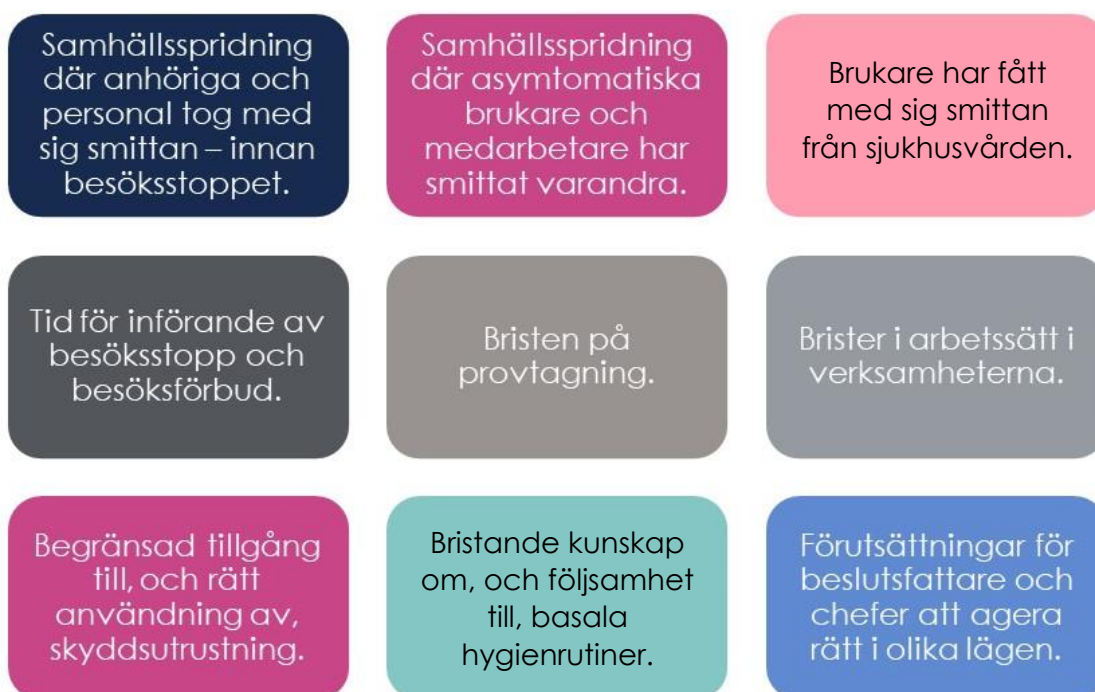 Samhällsspridning
där anhöriga och
personal tog med
sig smittan – innan
besöksstoppet.
Samhällsspridning
där asymtomatiska
brukare och
medarbetare har
smittat varandra.
Brukare har fått
med sig smittan
från sjukhusvården.
Tid för införande av
besöksstopp och
besöksförbud.
Bristen på
provtagning.
Brister i arbetssätt i
verksamheterna.
Begränsad tillgång
till, och rätt
användning av,
skyddsutrustning.
Bristande kunskap
om, och följsamhet
till, basala
hygienrutiner.
Förutsättningar för
beslutsfattare och
chefer att agera
rätt i olika lägen.